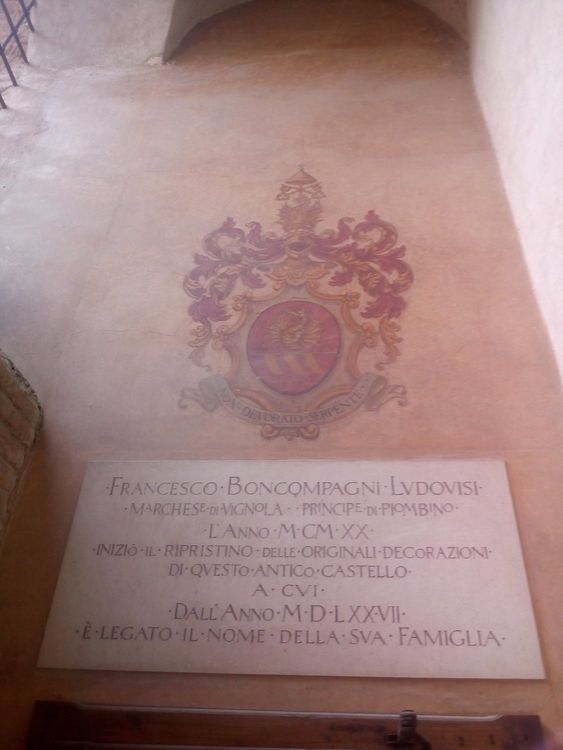 NON · DEVORATO · SERPENTE
· FRANCESCO · BONCOMPAGNI · LVDOVISI ·
· MARCHESE · DI · VIGNOLA · · PRINCIPE · DI · PIOMBINO ·
· L'ANNO · M · CM · XX ·
· INIZIÒ · IL · RIPRISTINO · DELLE · ORIGINALI · DECORAZIONI ·
DI · QVESTO · ANTICO · CASTELLO ·
A · CVI ·
· DALL'ANNO · M · D · LXX · VII ·
· È · LEGATO · IL · NOME · DELLA · SVA · FAMIGLIA ·